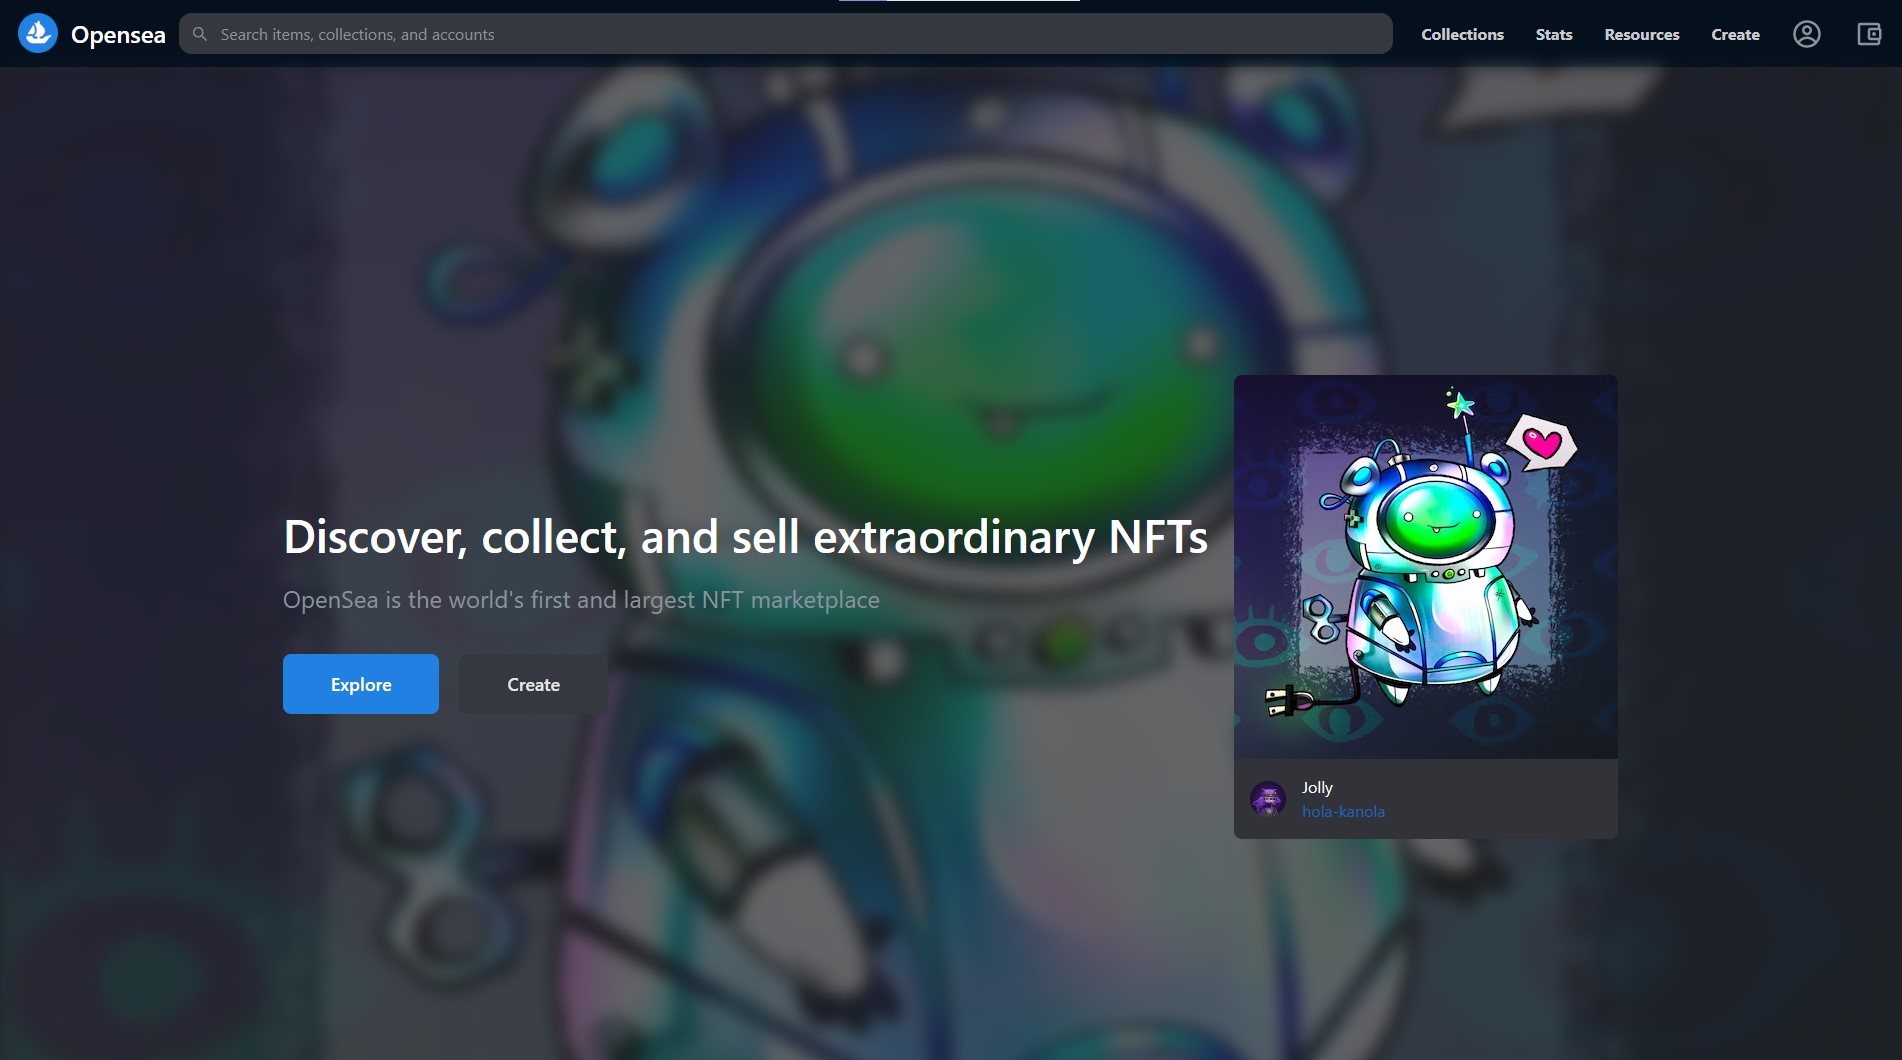 Opensea
Search items, collections, and accounts
Collections
Stats
Resources
Create
Discover, collect, and sell extraordinary NFTs
OpenSea is the world's first and largest NFT marketplace
Explore
Create
Jolly
hola-kanola